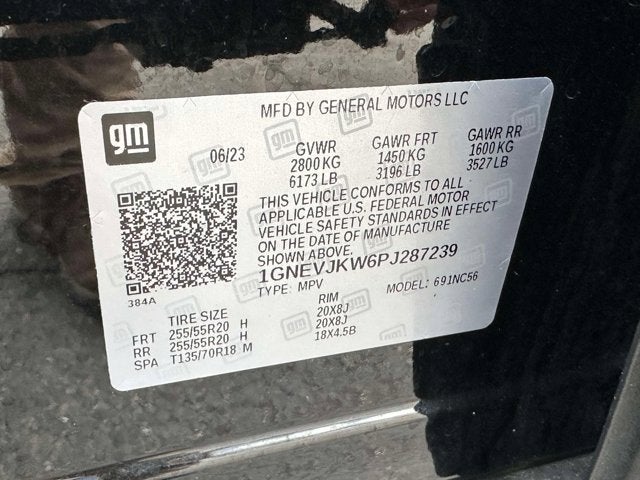 gm
MFD BY GENERAL MOTORS LLC
06/23 GVWR GAWR FRT GAWR RR
2800 KG 1450 KG 1600 KG
6173 LB 3196 LB 3527 LB
THIS VEHICLE CONFORMS TO ALL
APPLICABLE U.S. FEDERAL MOTOR
VEHICLE SAFETY STANDARDS IN EFFECT
ON THE DATE OF MANUFACTURE
SHOWN ABOVE.
1GNEVJKW6PJ287239
384A
TYPE: MPV MODEL: 691NC56
TIRE SIZE RIM
FRT 255/55R20 H 20X8J
RR 255/55R20 H 20X8J
SPA T135/70R18 M 18X4.5B